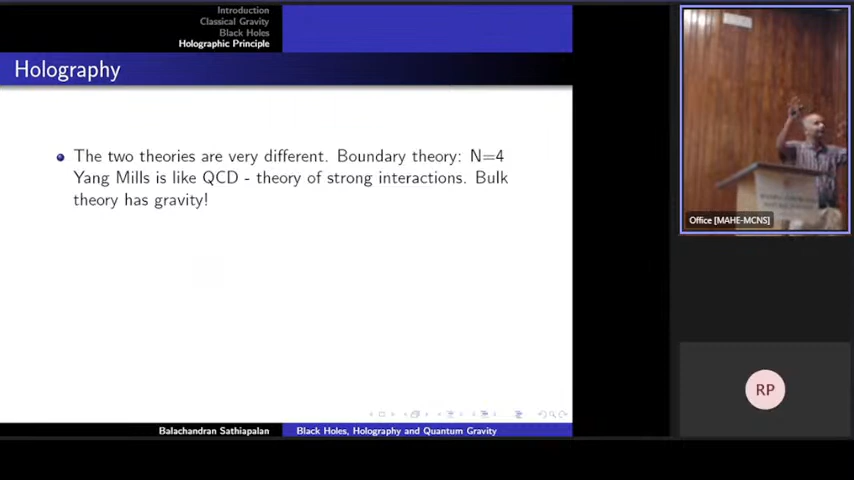 Introduction
Classical Gravity
Black Holes
Holographic Principle
Holography
The two theories are very different. Boundary theory: N=4
Yang Mills is like QCD - theory of strong interactions. Bulk
theory has gravity!
Balachandran Sathiapalan
Black Holes, Holography and Quantum Gravity
Office [MAHE-MCNS]
RP